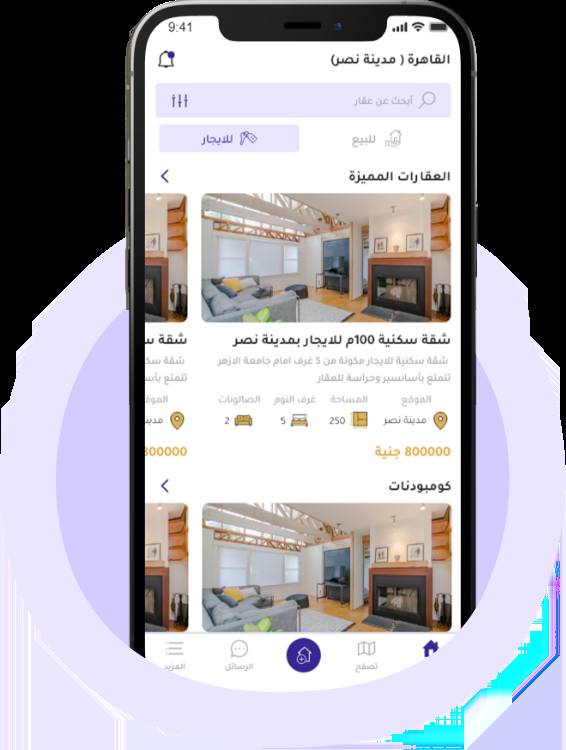 9:41
القاهرة ( مدينة نصر)
أبحث عن عقار
للبيع
للايجار
العقارات المميزة
شقة سكنية 100م للايجار بمدينة نصر
شقة سكنية للايجار مكونة من 5 غرف امام جامعة الازهر
تتمتع بأسانسير وحراسة للعقار
الموقع المساحة غرف النوم الصالونات
مدينة نصر 250 5 2
800000 جنية
شقة س
شقة سكن
تتمتع بأس
800000
كومبودنات
تصفح
الرسائل
المزيد